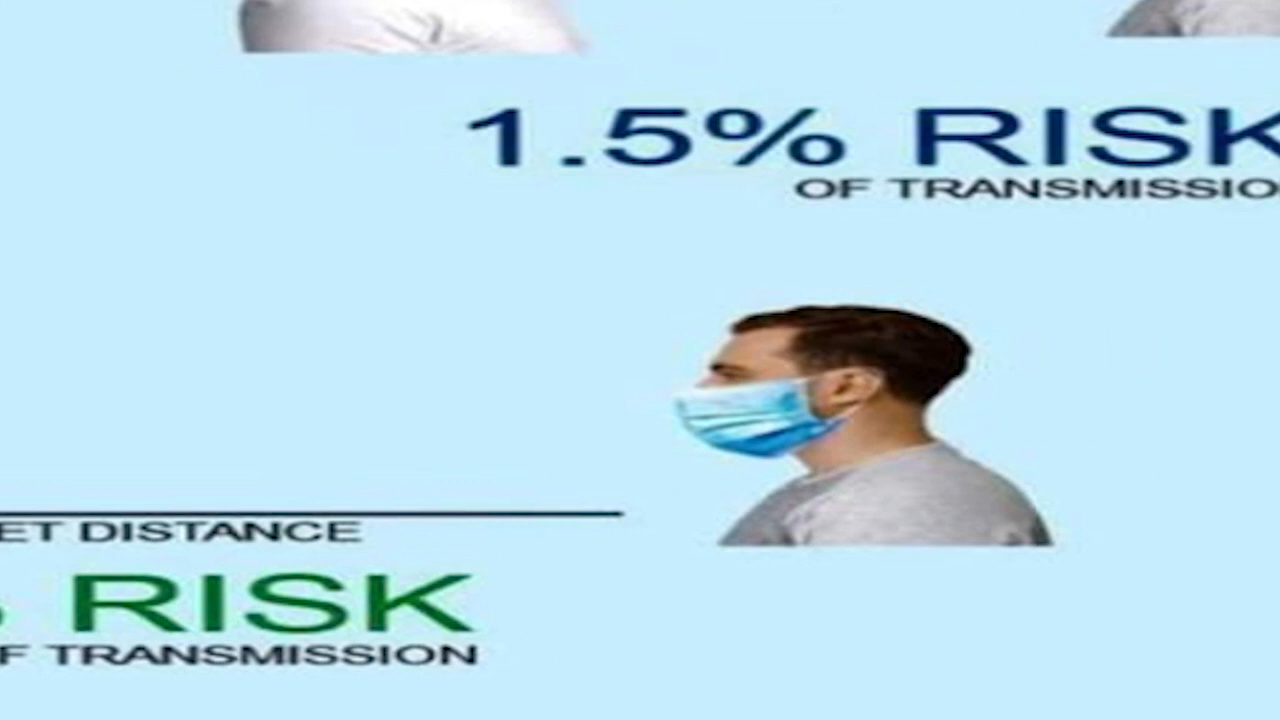 1.5% RISK
OF TRANSMISSIO
ET DISTANCE
RISK
F TRANSMISSION